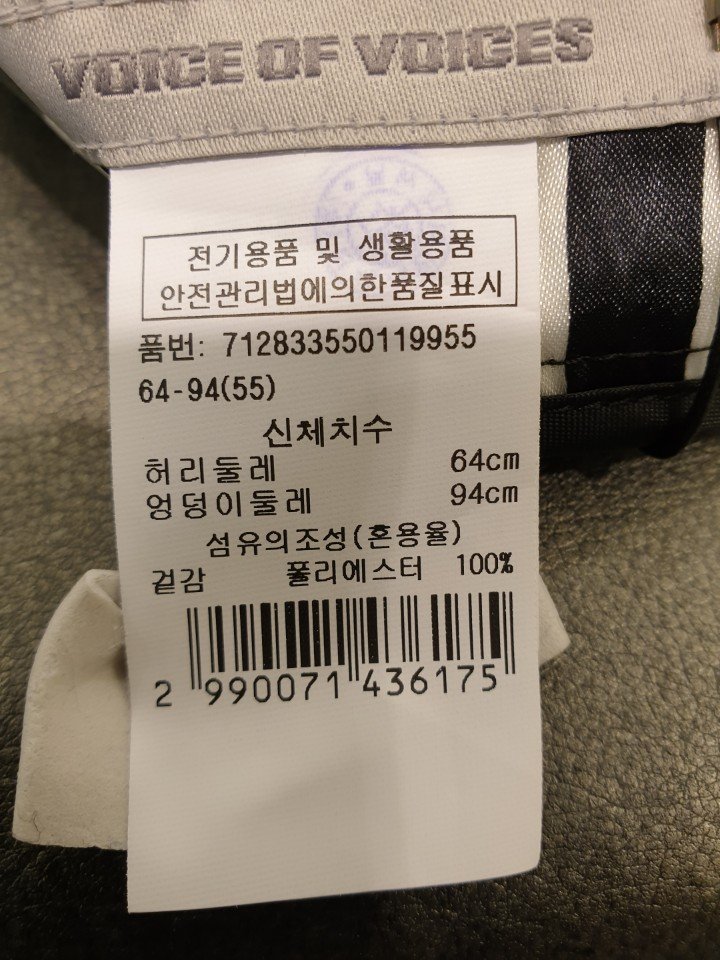 VOICE OF VOICES
전기용품 및 생활용품
안전관리법에의한품질표시
품번: 712833550119955
64-94(55)
신체치수
허리둘레 64cm
엉덩이둘레 94cm
섬유의조성(혼용율)
겉감 폴리에스터 100%
2 990071 436175